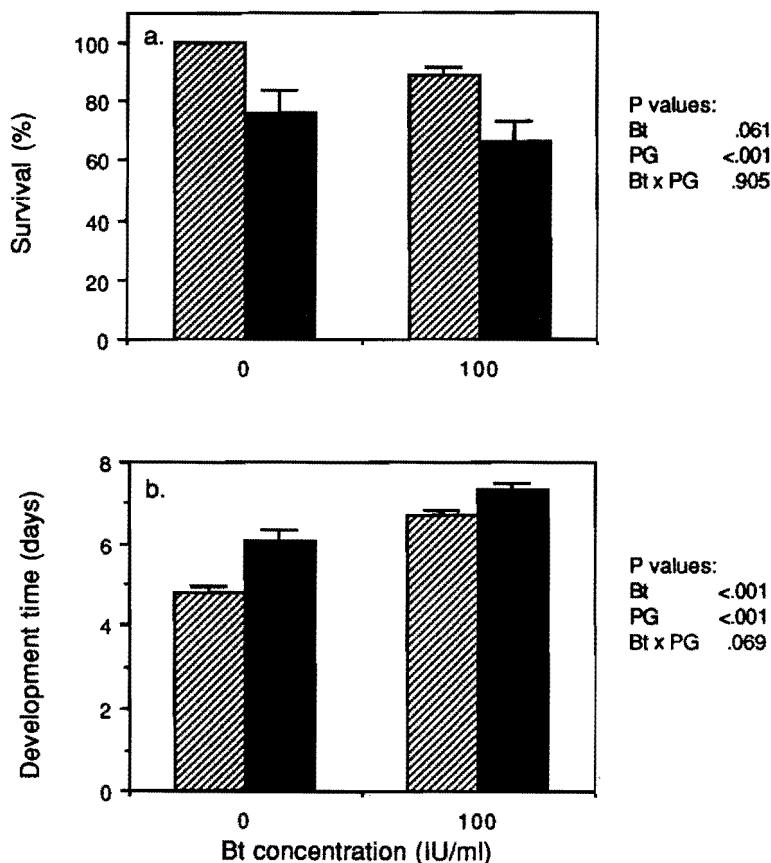 a.
100
80
60
40
20
0
Survival (%)
0 100
P values:
Bt .061
PG <.001
Bt x PG .905
b.
8
6
4
2
0
Development time (days)
0 100
Bt concentration (IU/ml)
P values:
Bt <.001
PG <.001
Bt x PG .069